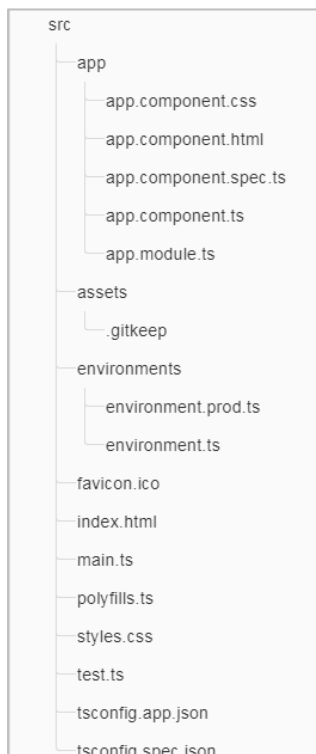 src
app
app.component.css
app.component.html
app.component.spec.ts
app.component.ts
app.module.ts
assets
.gitkeep
environments
environment.prod.ts
environment.ts
favicon.ico
index.html
main.ts
polyfills.ts
styles.css
test.ts
tsconfig.app.json
tsconfig.spec.json